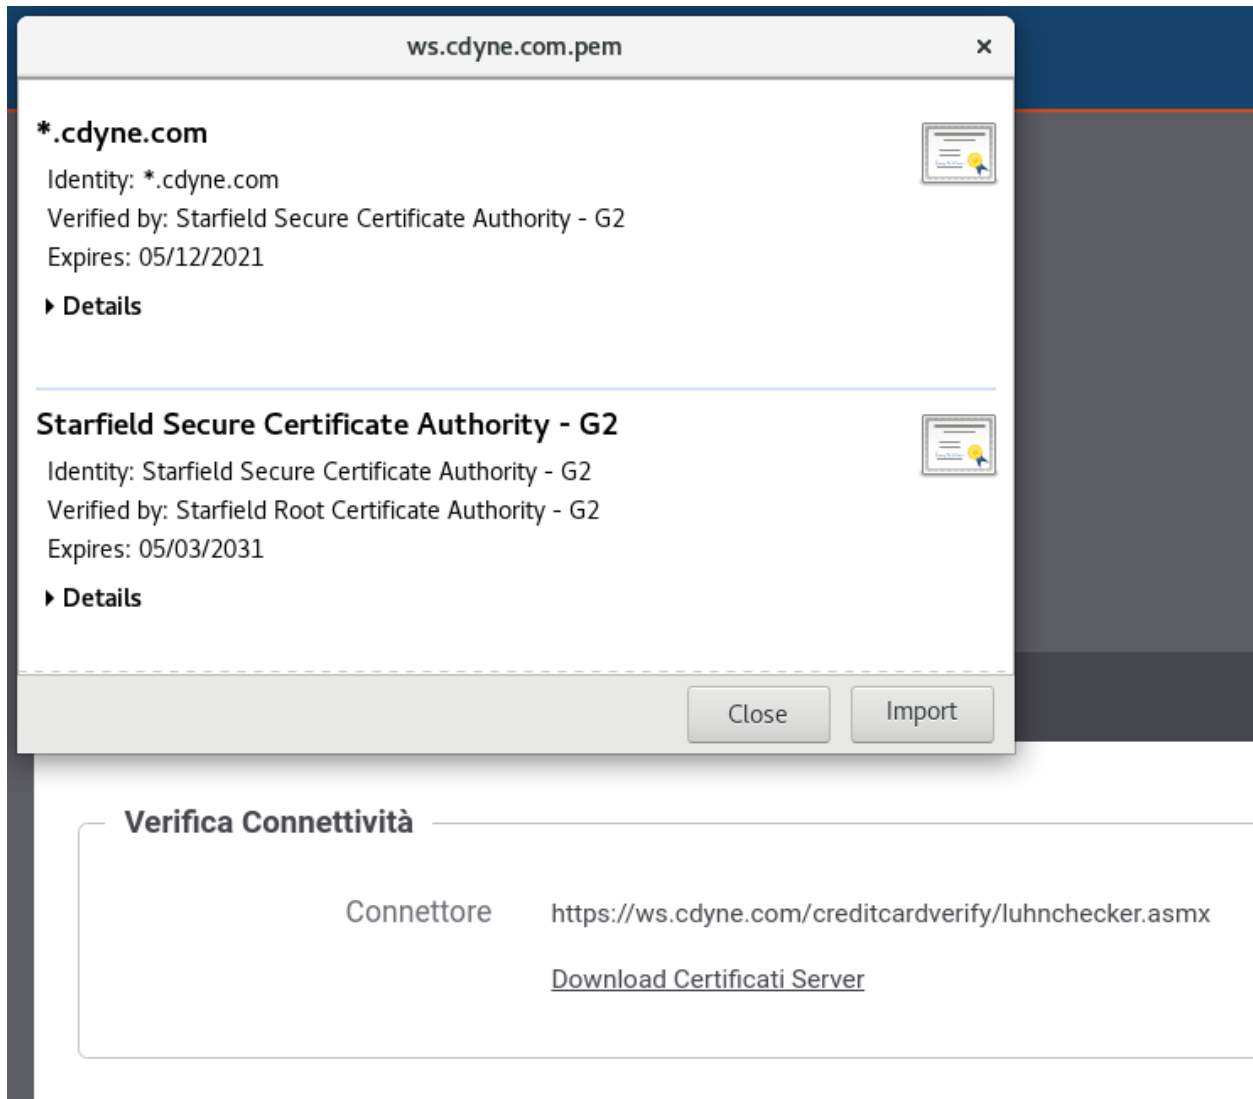 ws.cdyne.com.pem ×
*.cdyne.com
Identity: *.cdyne.com
Verified by: Starfield Secure Certificate Authority - G2
Expires: 05/12/2021
Details
Starfield Secure Certificate Authority - G2
Identity: Starfield Secure Certificate Authority - G2
Verified by: Starfield Root Certificate Authority - G2
Expires: 05/03/2031
Details
Close Import
Verifica Connettività
Connettore https://ws.cdyne.com/creditcardverify/luhnchecker.asmx
Download Certificati Server